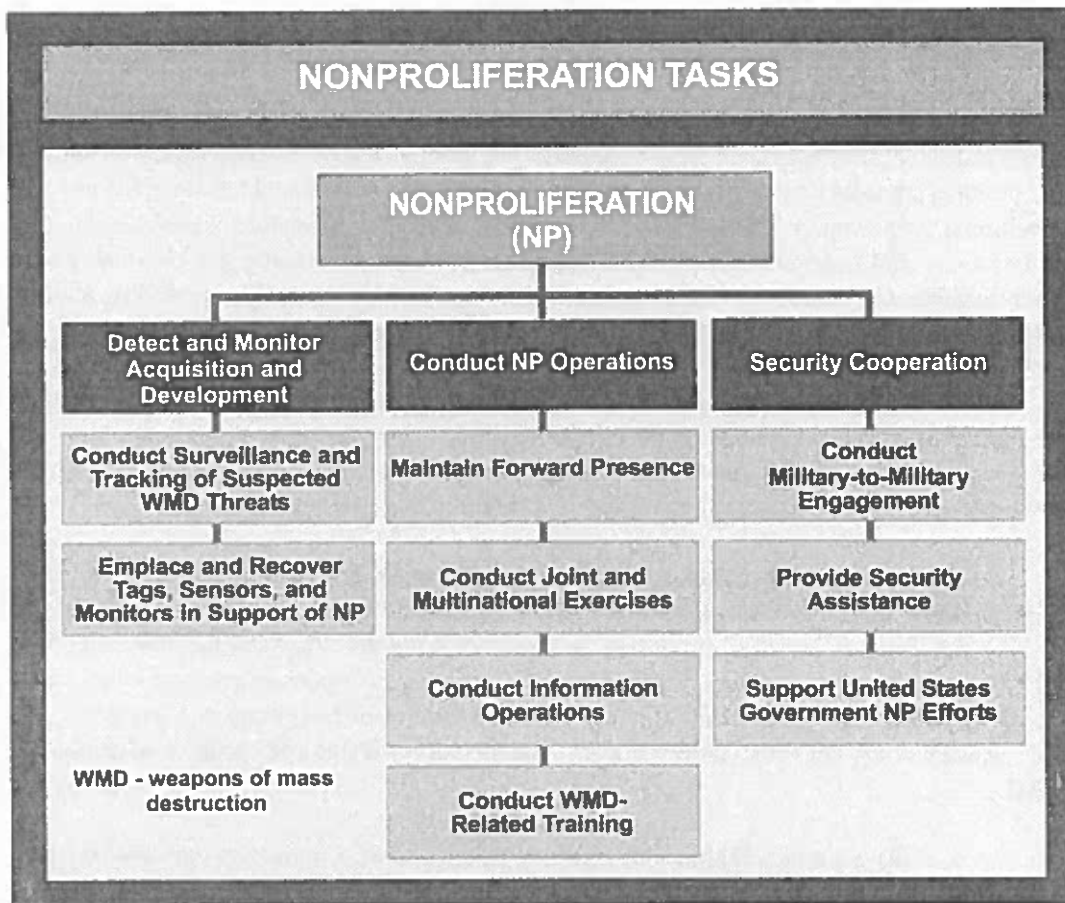 NONPROLIFERATION TASKS
NONPROLIFERATION
(NP)
Detect and Monitor
Acquisition and
Development
Conduct Surveillance and
Tracking of Suspected
WMD Threats
Emplace and Recover
Tags, Sensors, and
Monitors in Support of NP
Conduct NP Operations
Maintain Forward Presence
Conduct Joint and
Multinational Exercises
Conduct Information
Operations
Conduct WMD-
Related Training
Security Cooperation
Conduct
Military-to-Military
Engagement
Provide Security
Assistance
Support United States
Government NP Efforts
WMD - weapons of mass
destruction